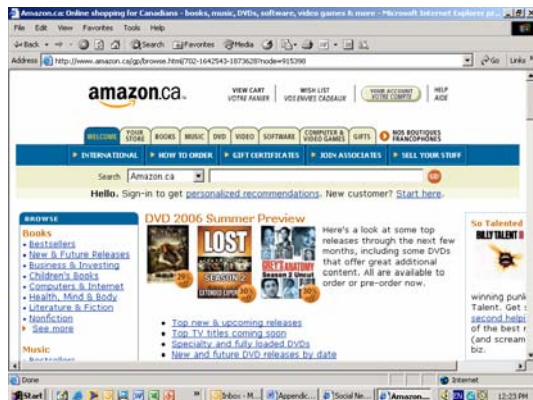 Amazon.ca: Online shopping for Canadians - books, music, DVDs, software, video games & more - Microsoft Internet Explorer
File Edit View Favorites Tools Help
Back Search Favorites Media
Address http://www.amazon.ca/gp/browse.html/702-1642543-1873628?node=915398 Go Links
amazon.ca
VIEW CART
VOTRE PANIER
WISH LIST
VOS ENVIES CADEAUX
YOUR ACCOUNT
VOTRE COMPTE
HELP
AIDE
WELCOME YOUR STORE BOOKS MUSIC DVD VIDEO SOFTWARE COMPUTER & VIDEO GAMES GIFTS NOS BOUTIQUES FRANCOPHONES
INTERNATIONAL HOW TO ORDER GIFT CERTIFICATES JOIN ASSOCIATES SELL YOUR STUFF
Search Amazon.ca GO!
Hello. Sign-in to get personalized recommendations. New customer? Start here.
BROWSE
Books
Bestsellers
New & Future Releases
Business & Investing
Children's Books
Computers & Internet
Health, Mind & Body
Literature & Fiction
Nonfiction
See more
Music
Bestsellers
DVD 2006 Summer Preview
LOST
SEASON 2
GREY'S ANATOMY
Here's a look at some top
releases through the next few
months, including some DVDs
that offer great additional
content. All are available to
order or pre-order now.
Top new & upcoming releases
Top TV titles coming soon
Specialty and fully loaded DVDs
New and future DVD releases by date
So Talented
BILLY TALENT II
winning punk
Talent. Get
second helpi
of the best
(and scream
biz.
Done Internet
Start Inbox - M... Appendic... Social Ne... Amazon... 12:23 PM